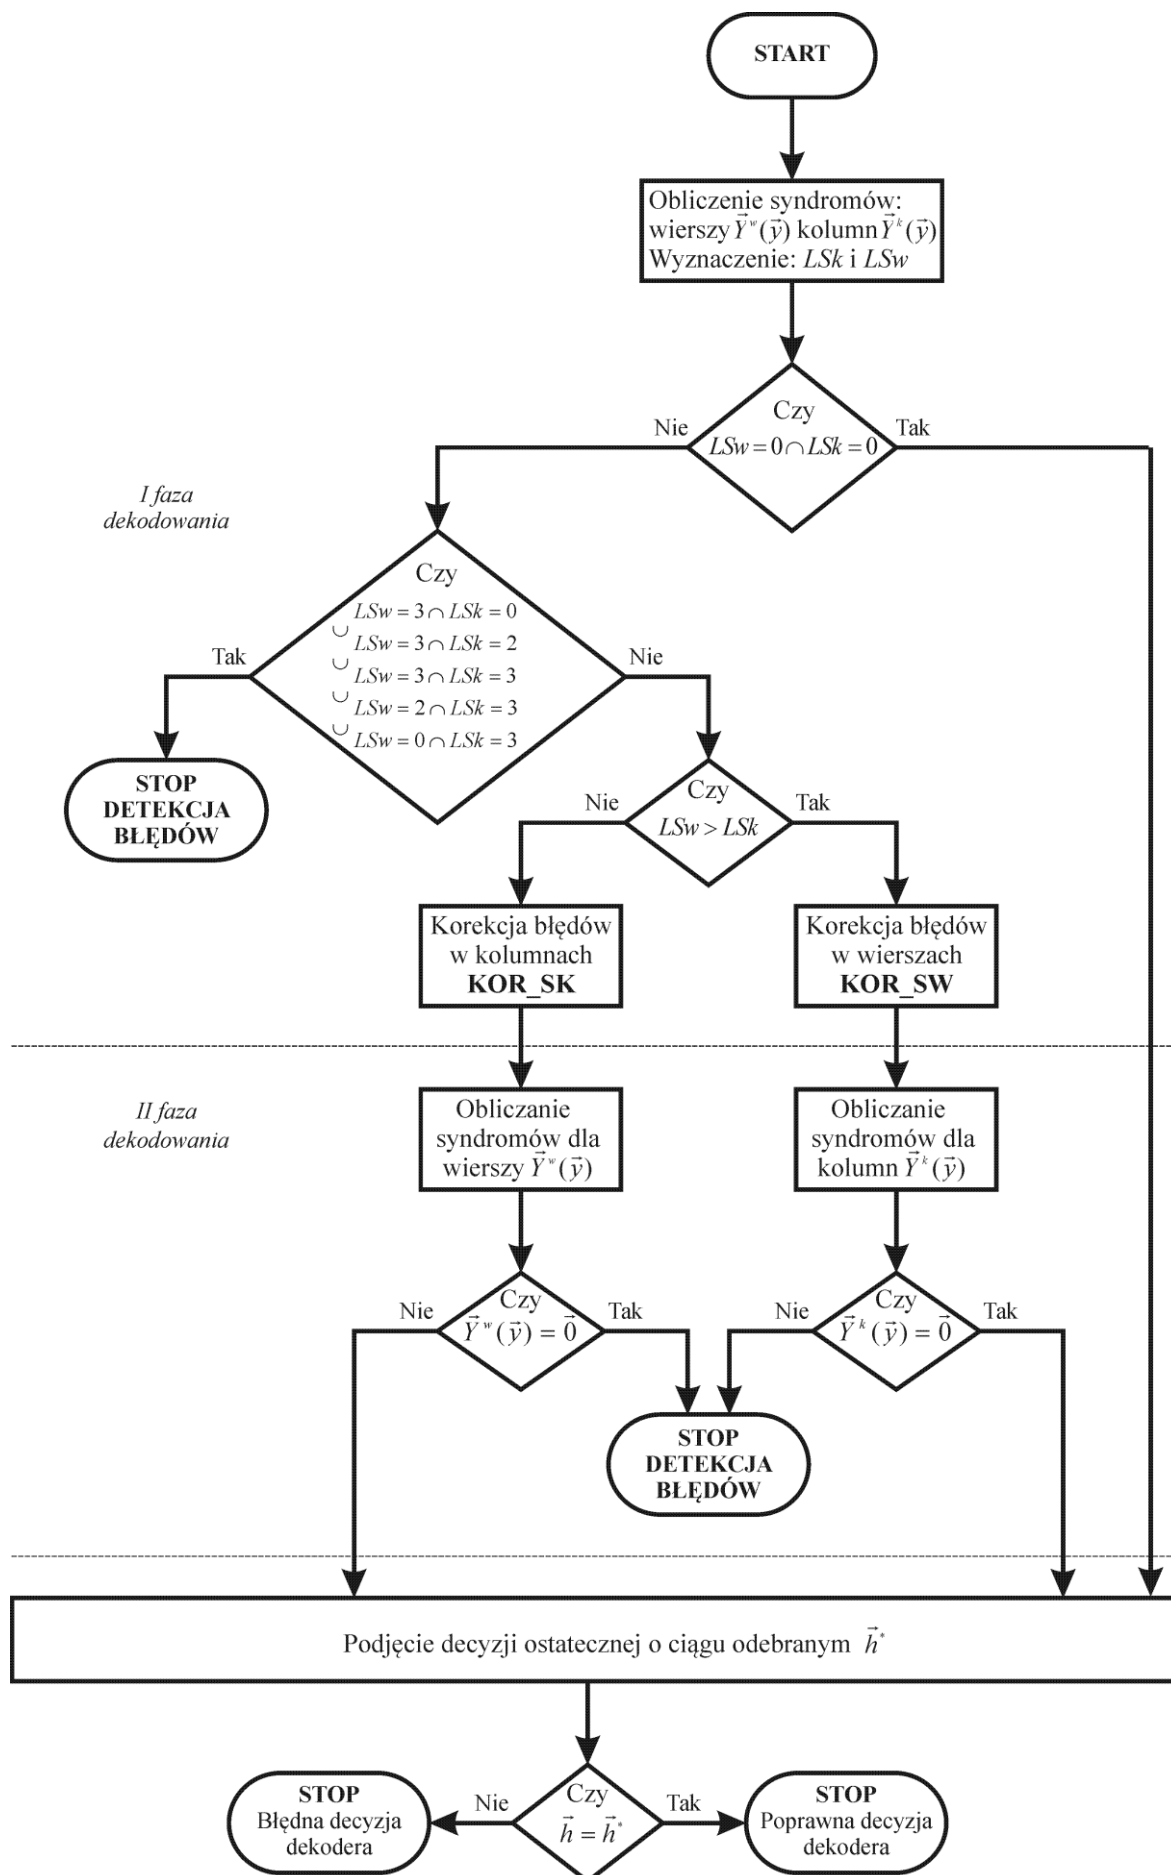 START
Obliczenie syndromów:
wierszy Y⃗ʷ(y⃗) kolumn Y⃗ᵏ(y⃗)
Wyznaczenie: LSk i LSw
Czy
LSw = 0 ∩ LSk = 0
Nie
Tak
I faza
dekodowania
Czy
LSw = 3 ∩ LSk = 0
∪ LSw = 3 ∩ LSk = 2
∪ LSw = 3 ∩ LSk = 3
∪ LSw = 2 ∩ LSk = 3
∪ LSw = 0 ∩ LSk = 3
Tak
Nie
STOP
DETEKCJA
BŁĘDÓW
Czy
LSw > LSk
Nie
Tak
Korekcja błędów
w kolumnach
KOR_SK
Korekcja błędów
w wierszach
KOR_SW
II faza
dekodowania
Obliczanie
syndromów dla
wierszy Y⃗ʷ(y⃗)
Obliczanie
syndromów dla
kolumn Y⃗ᵏ(y⃗)
Nie
Czy
Y⃗ʷ(y⃗) = 0⃗
Tak
Nie
Czy
Y⃗ᵏ(y⃗) = 0⃗
Tak
STOP
DETEKCJA
BŁĘDÓW
Podjęcie decyzji ostatecznej o ciągu odebranym h⃗*
STOP
Błędna decyzja
dekodera
Nie
Czy
h⃗ = h⃗*
Tak
STOP
Poprawna decyzja
dekodera